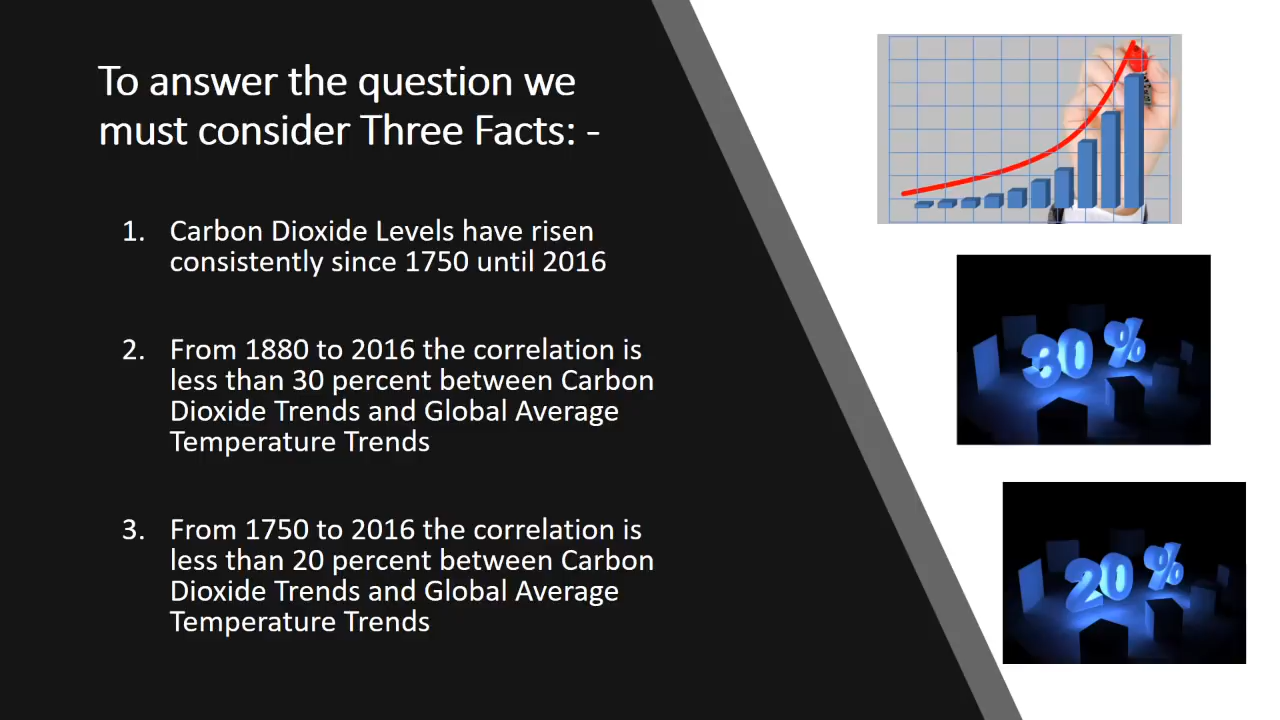 To answer the question we
must consider Three Facts: -
1. Carbon Dioxide Levels have risen
consistently since 1750 until 2016
2. From 1880 to 2016 the correlation is
less than 30 percent between Carbon
Dioxide Trends and Global Average
Temperature Trends
3. From 1750 to 2016 the correlation is
less than 20 percent between Carbon
Dioxide Trends and Global Average
Temperature Trends
30 %
20 %